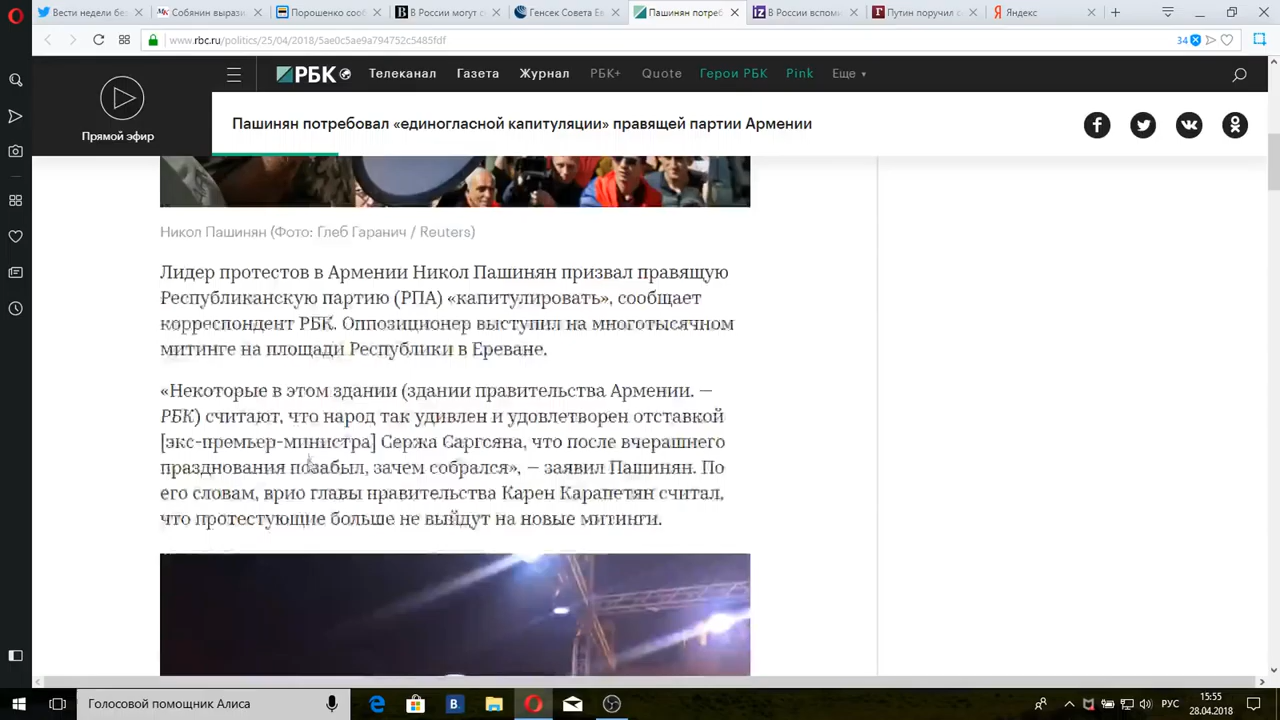 Вести недели без
Собянин вырази
Порошенко сооб
В России могут
Генсек Совета Ев
Пашинян потреб
В России вспоми
Путин поручил с
Яндекс
www.rbc.ru/politics/25/04/2018/5ae0c5ae9a794752c5485fdf
34
Прямой эфир
РБК
Телеканал
Газета
Журнал
РБК+
Quote
Герои РБК
Pink
Еще
Пашинян потребовал «единогласной капитуляции» правящей партии Армении
Никол Пашинян (Фото: Глеб Гаранич / Reuters)
Лидер протестов в Армении Никол Пашинян призвал правящую
Республиканскую партию (РПА) «капитулировать», сообщает
корреспондент РБК. Оппозиционер выступил на многотысячном
митинге на площади Республики в Ереване.
«Некоторые в этом здании (здании правительства Армении. —
РБК) считают, что народ так удивлен и удовлетворен отставкой
[экс-премьер-министра] Сержа Саргсяна, что после вчерашнего
празднования позабыл, зачем собрался», — заявил Пашинян. По
его словам, врио главы правительства Карен Карапетян считал,
что протестующие больше не выйдут на новые митинги.
Голосовой помощник Алиса
РУС
15:55
28.04.2018